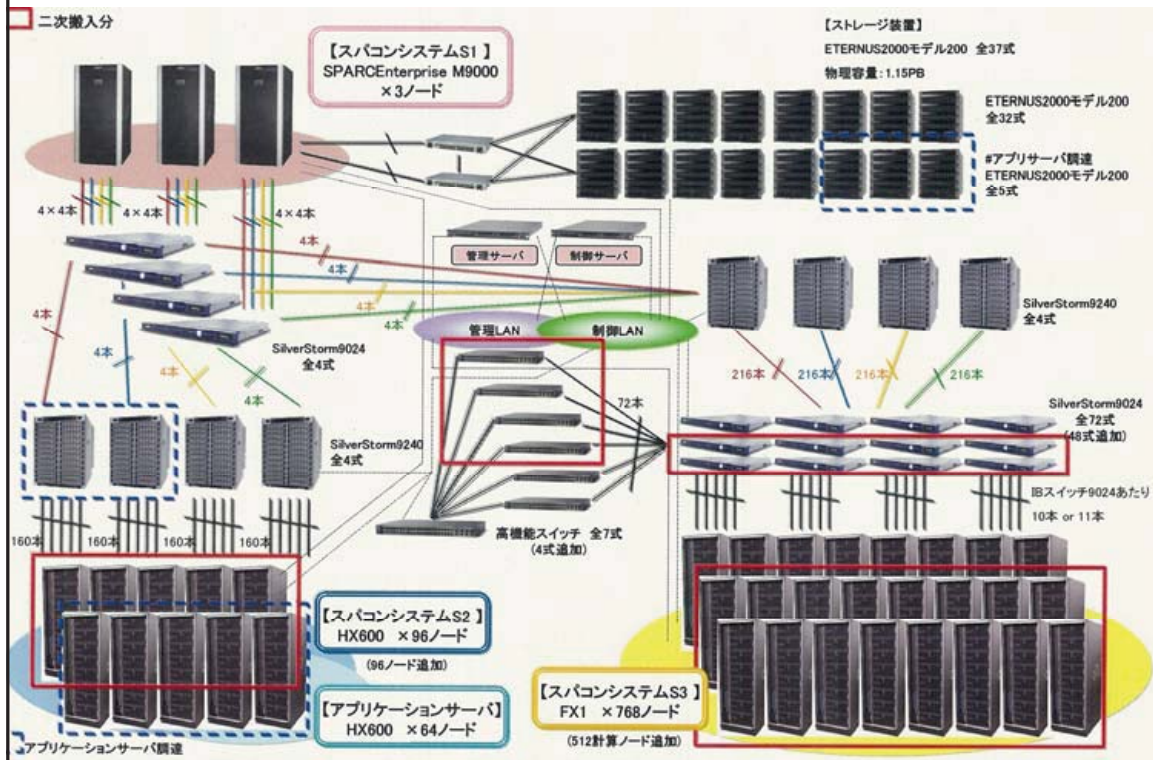 二次搬入分
【スパコンシステムS1】
SPARCEnterprise M9000
×3ノード
【ストレージ装置】
ETERNUS2000モデル200 全37式
物理容量:1.15PB
ETERNUS2000モデル200
全32式
#アプリサーバ調達
ETERNUS2000モデル200
全5式
4×4本
4×4本
4×4本
管理サーバ
制御サーバ
4本
4本
4本
4本
管理LAN
制御LAN
4本
4本
4本
4本
SilverStorm9024
全4式
SilverStorm9240
全4式
216本
216本
216本
216本
SilverStorm9240
全4式
72本
SilverStorm9024
全72式
(48式追加)
IBスイッチ9024あたり
10本 or 11本
高機能スイッチ 全7式
(4式追加)
160本
160本
160本
160本
【スパコンシステムS2】
HX600 ×96ノード
(96ノード追加)
【アプリケーションサーバ】
HX600 ×64ノード
【スパコンシステムS3】
FX1 ×768ノード
(512計算ノード追加)
アプリケーションサーバ調達